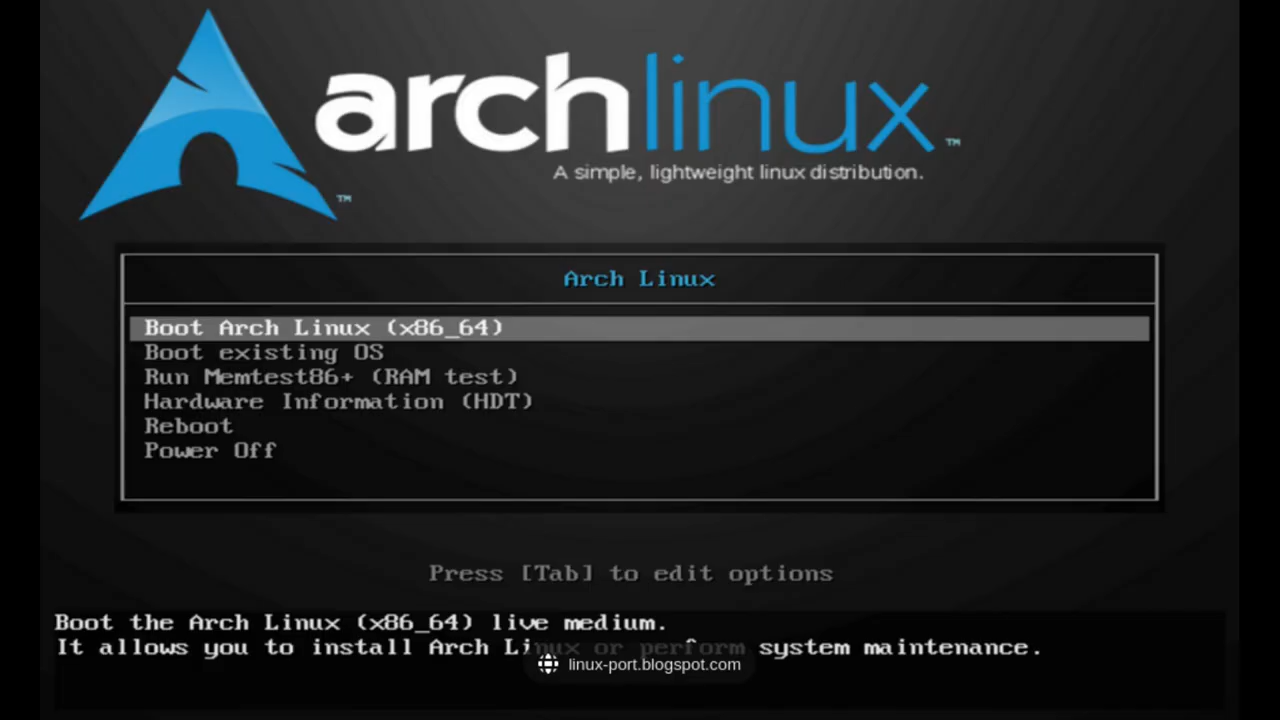 archlinux™
A simple, lightweight linux distribution.
™
Arch Linux
Boot Arch Linux (x86_64)
Boot existing OS
Run Memtest86+ (RAM test)
Hardware Information (HDT)
Reboot
Power Off
Press [Tab] to edit options
Boot the Arch Linux (x86_64) live medium.
It allows you to install Arch Linux or perform system maintenance.
linux-port.blogspot.com